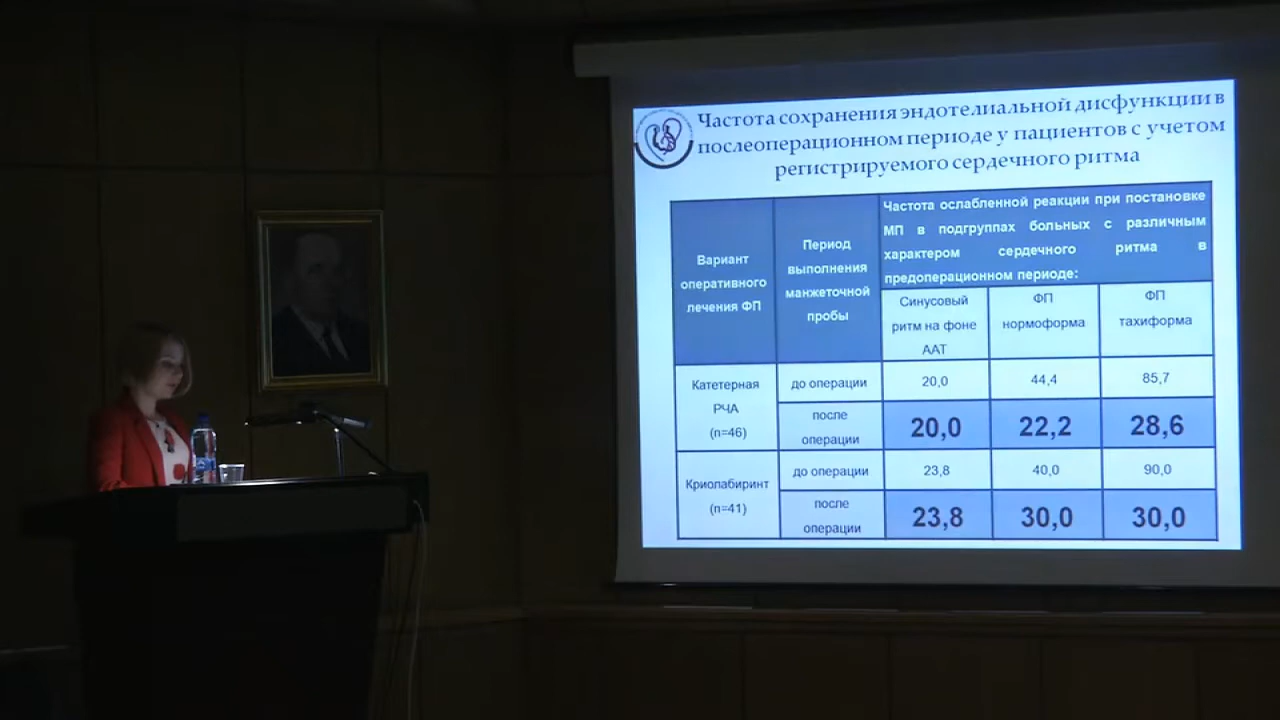 Частота сохранения эндотелиальной дисфункции в
послеоперационном периоде у пациентов с учетом
регистрируемого сердечного ритма
Вариант
оперативного
лечения ФП
Период
выполнения
манжеточной
пробы
Частота ослабленной реакции при постановке
МП в подгруппах больных с различным
характером сердечного ритма в
предоперационном периоде:
Синусовый
ритм на фоне
ААТ
ФП
нормоформа
ФП
тахиформа
Катетерная
РЧА
(n=46)
до операции
20,0
44,4
85,7
после
операции
20,0
22,2
28,6
Криолабиринт
(n=41)
до операции
23,8
40,0
90,0
после
операции
23,8
30,0
30,0